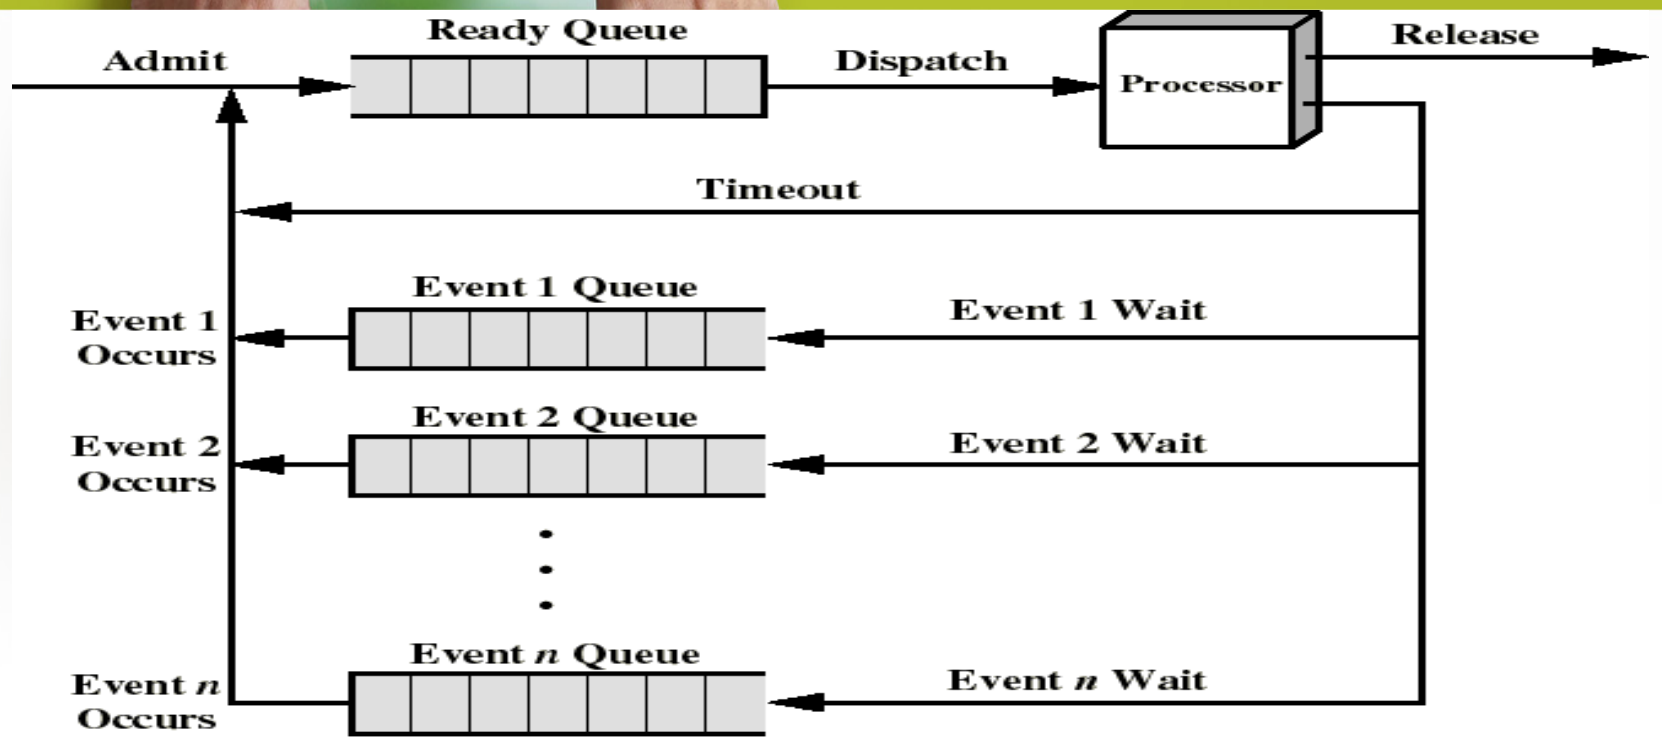 Ready Queue
Admit
Dispatch
Processor
Release
Timeout
Event 1 Queue
Event 1 Wait
Event 1
Occurs
Event 2 Queue
Event 2 Wait
Event 2
Occurs
Event n Queue
Event n Wait
Event n
Occurs